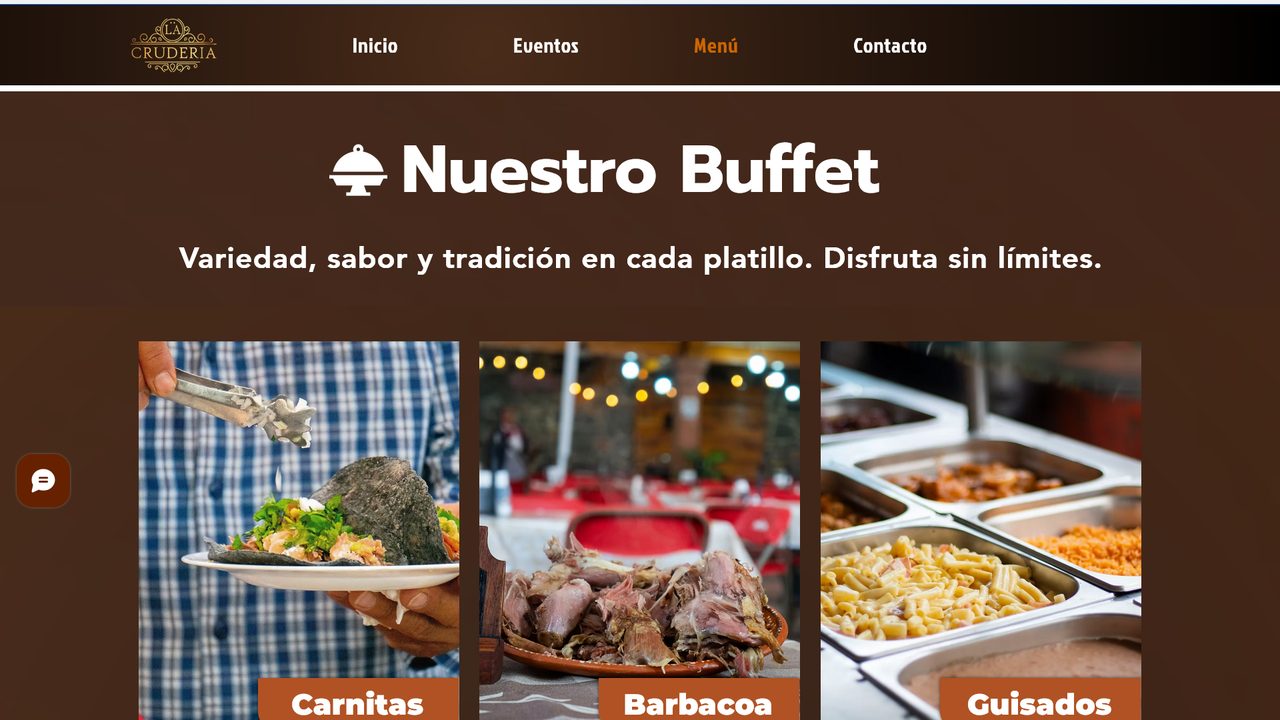 LA
CRUDERIA
Inicio
Eventos
Menú
Contacto
Nuestro Buffet
Variedad, sabor y tradición en cada platillo. Disfruta sin límites.
Carnitas
Barbacoa
Guisados